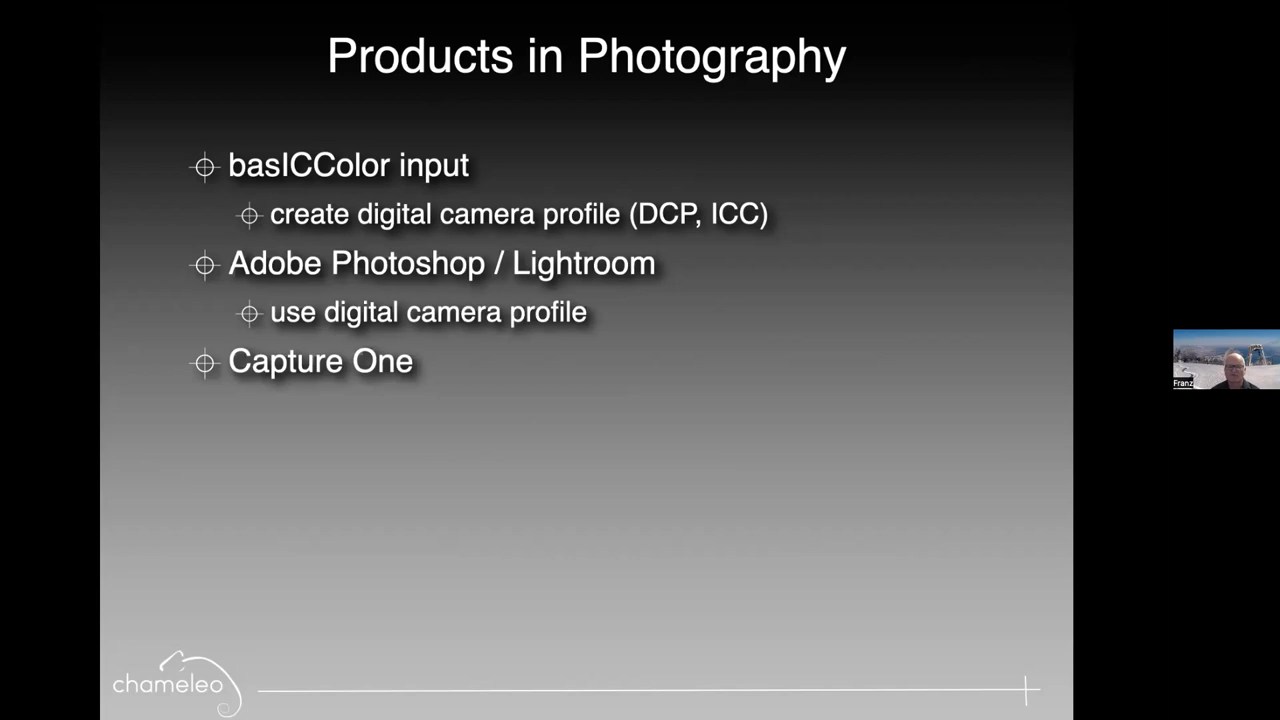 Products in Photography
basICColor input
create digital camera profile (DCP, ICC)
Adobe Photoshop / Lightroom
use digital camera profile
Capture One
Franz
chameleo